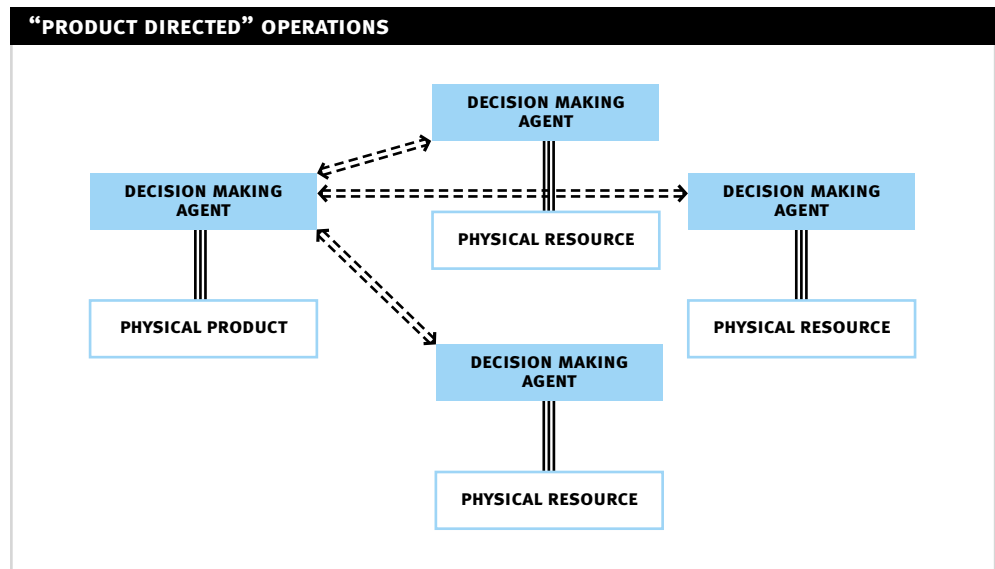 “PRODUCT DIRECTED” OPERATIONS
DECISION MAKING
AGENT
DECISION MAKING
AGENT
DECISION MAKING
AGENT
PHYSICAL RESOURCE
PHYSICAL PRODUCT
PHYSICAL RESOURCE
DECISION MAKING
AGENT
PHYSICAL RESOURCE